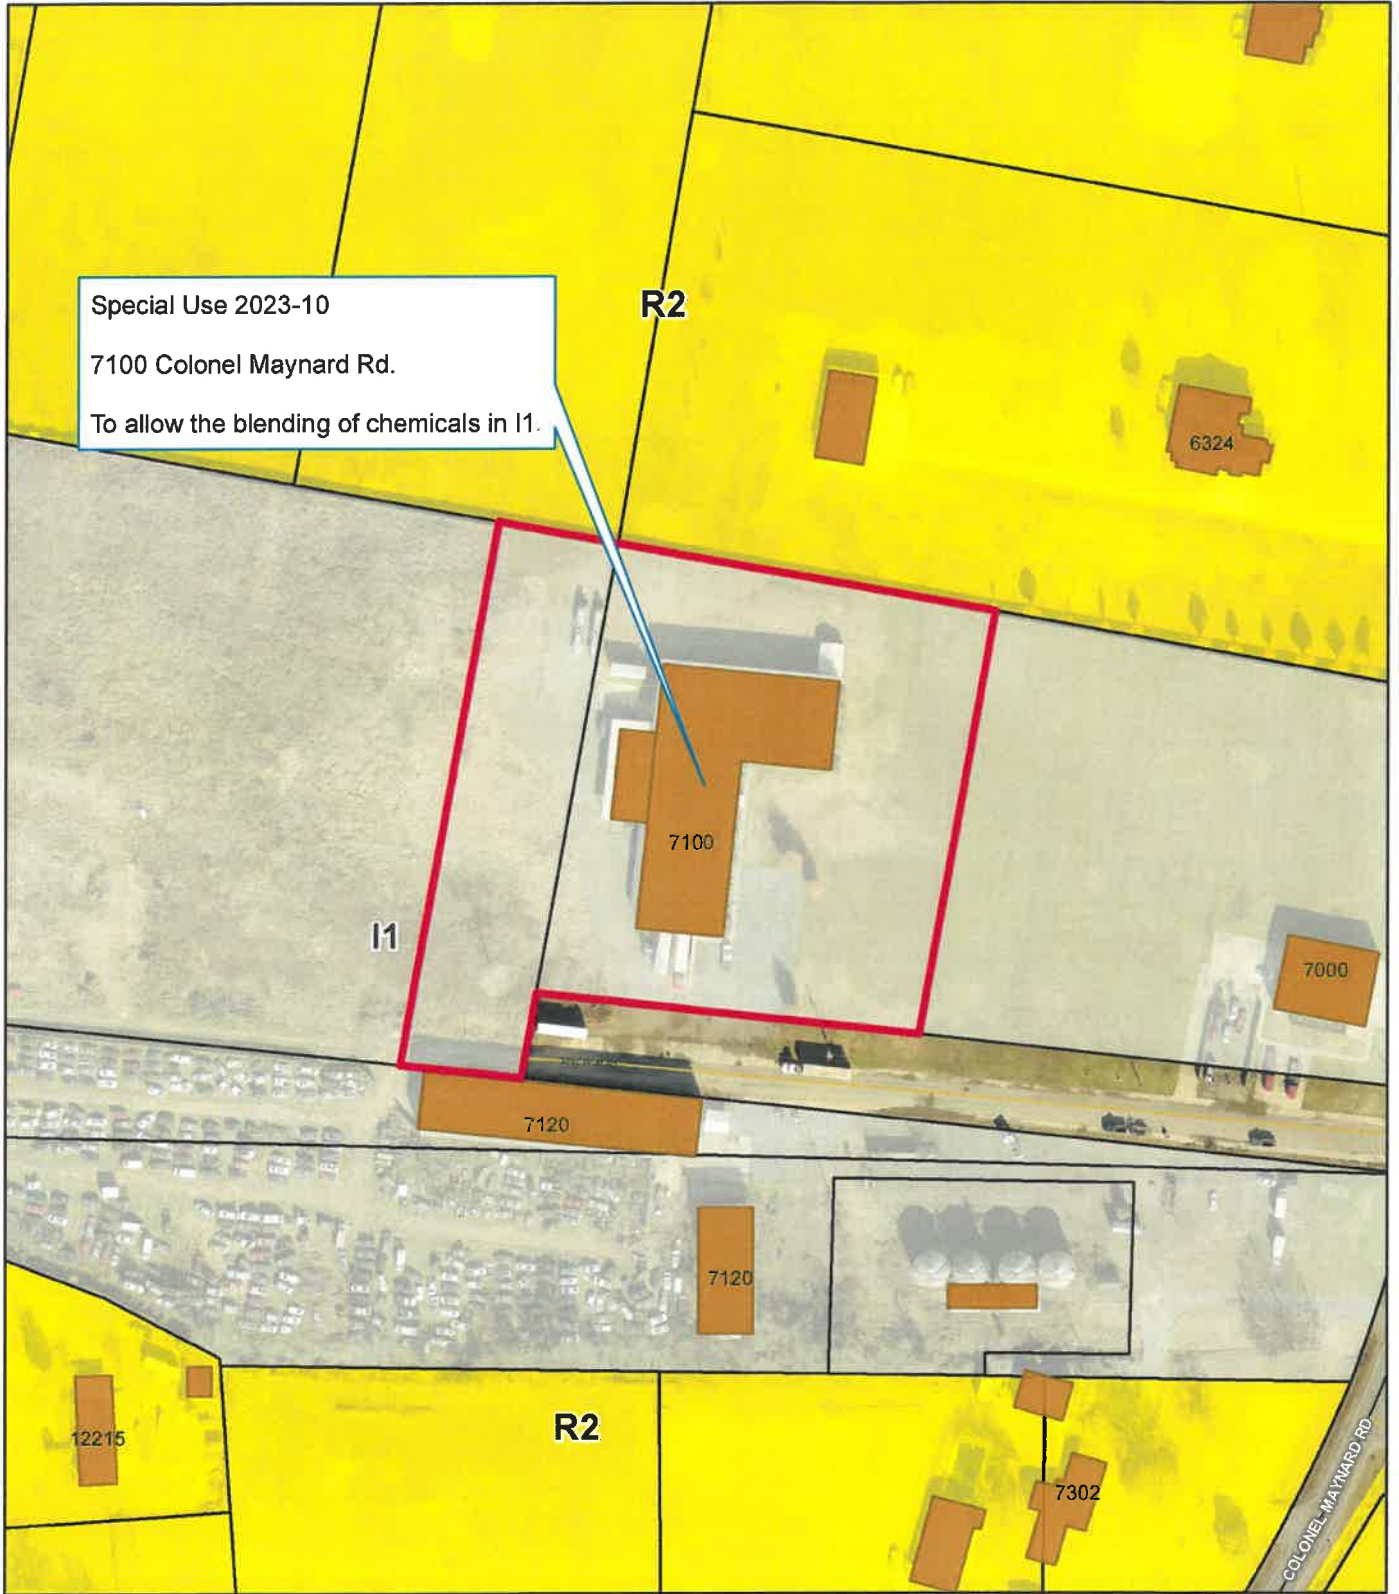 Special Use 2023-10
7100 Colonel Maynard Rd.
To allow the blending of chemicals in I1.
R2
6324
7100
I1
7000
7120
7120
R2
12215
7302
COLONEL MAYNARD RD